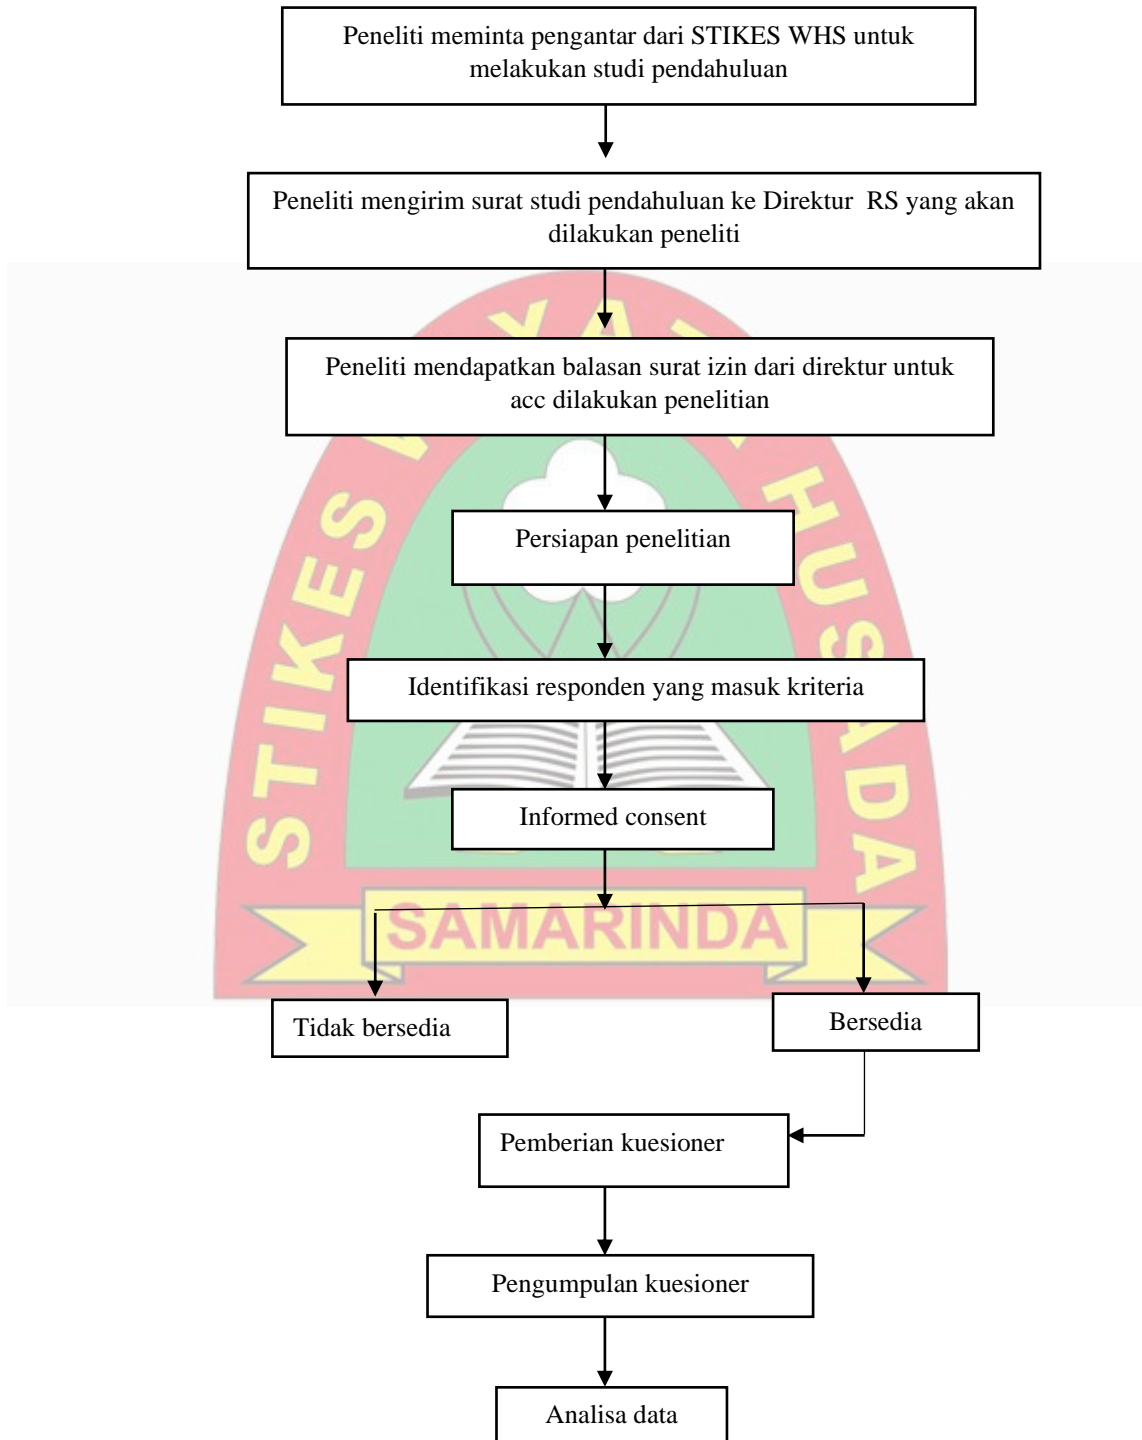 Peneliti meminta pengantar dari STIKES WHS untuk
melakukan studi pendahuluan
Peneliti mengirim surat studi pendahuluan ke Direktur RS yang akan
dilakukan peneliti
Peneliti mendapatkan balasan surat izin dari direktur untuk
acc dilakukan penelitian
Persiapan penelitian
Identifikasi responden yang masuk kriteria
Informed consent
STIKES
HUSADA
SAMARINDA
Tidak bersedia
Bersedia
Pemberian kuesioner
Pengumpulan kuesioner
Analisa data